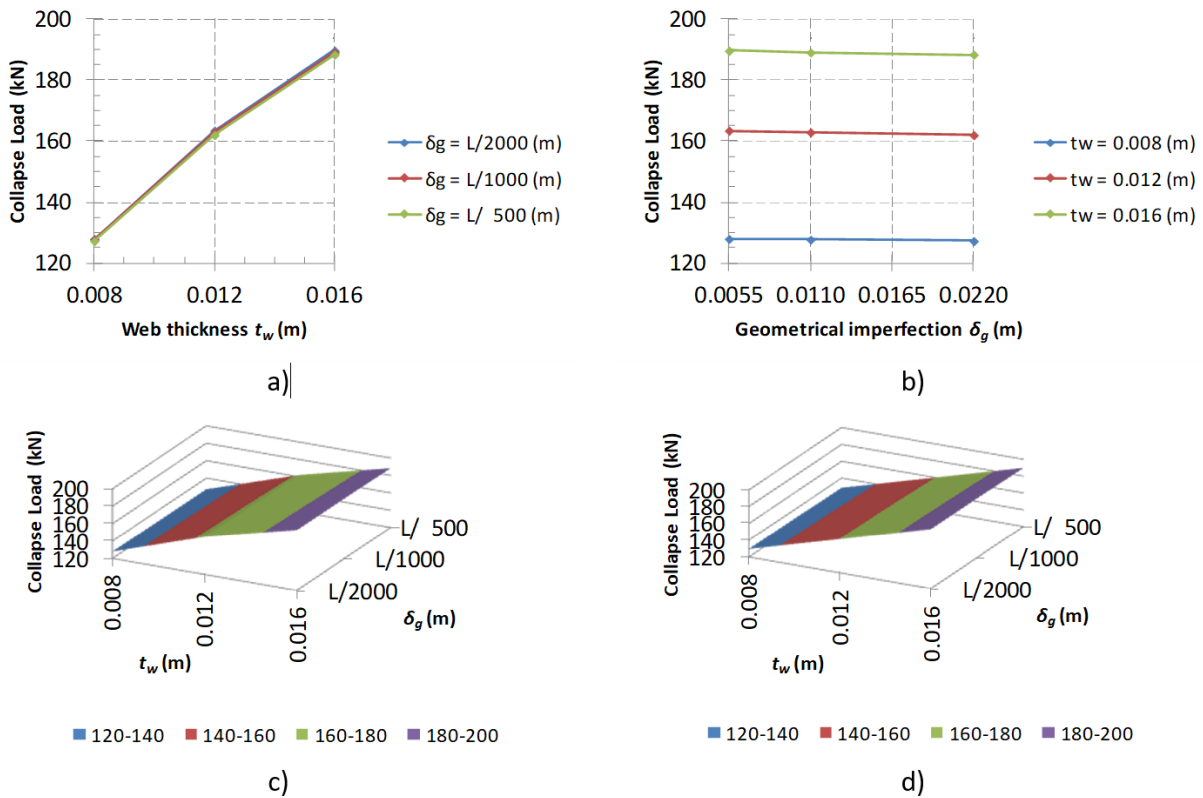 200
180
160
140
120
Collapse Load (kN)
0.008 0.012 0.016
Web thickness tw (m)
δg = L/2000 (m)
δg = L/1000 (m)
δg = L/ 500 (m)
a)
200
180
160
140
120
Collapse Load (kN)
0.0055 0.0110 0.0165 0.0220
Geometrical imperfection δg (m)
tw = 0.008 (m)
tw = 0.012 (m)
tw = 0.016 (m)
b)
Collapse Load (kN)
200
180
160
140
120
0.008
0.012
0.016
tw (m)
L/ 500
L/1000
L/2000
δg (m)
120-140 140-160 160-180 180-200
c)
Collapse Load (kN)
200
180
160
140
120
0.008
0.012
0.016
tw (m)
L/ 500
L/1000
L/2000
δg (m)
120-140 140-160 160-180 180-200
d)